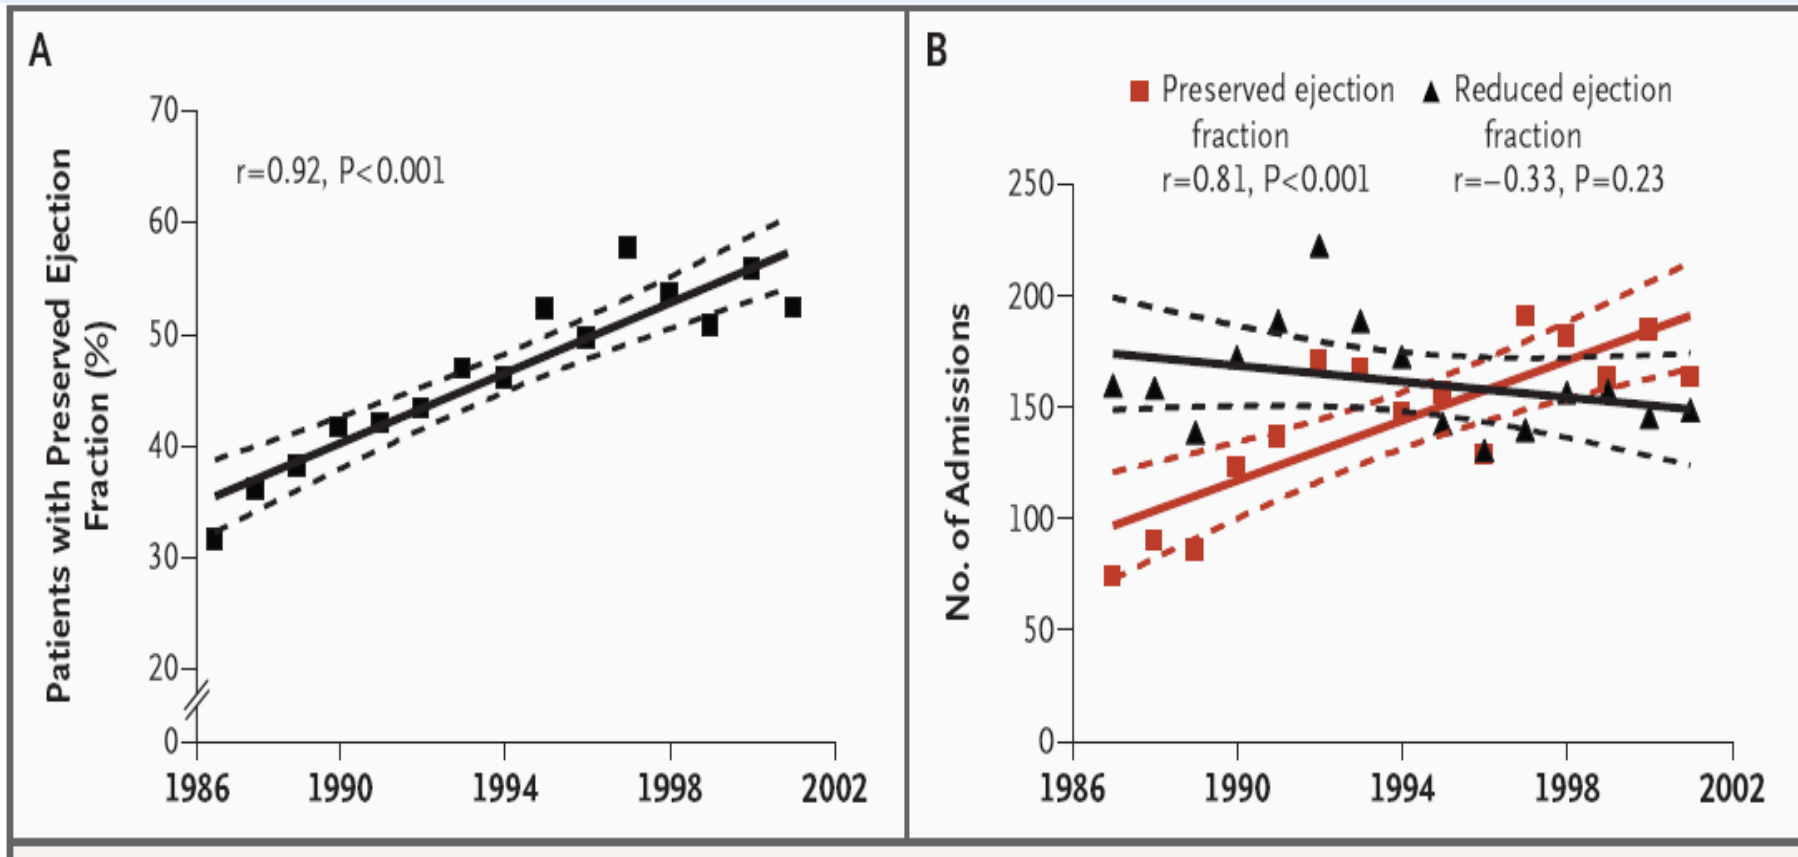 A
70
60
50
40
30
20
0
r=0.92, P<0.001
Patients with Preserved Ejection
Fraction (%)
1986 1990 1994 1998 2002
B
Preserved ejection
fraction
r=0.81, P<0.001
Reduced ejection
fraction
r=−0.33, P=0.23
250
200
150
100
50
0
No. of Admissions
1986 1990 1994 1998 2002